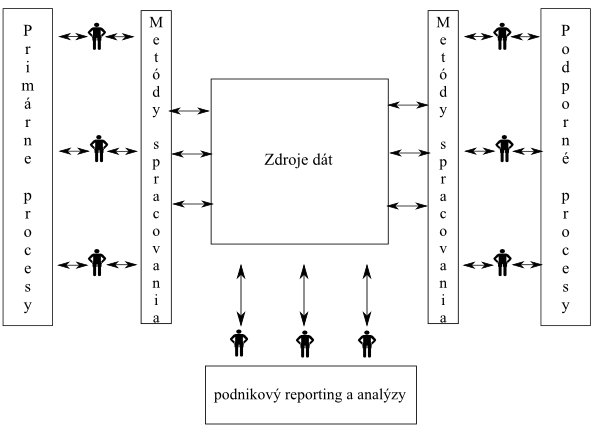 Primárne procesy
Metódy spracovania
Zdroje dát
Metódy spracovania
Podporné procesy
podnikový reporting a analýzy